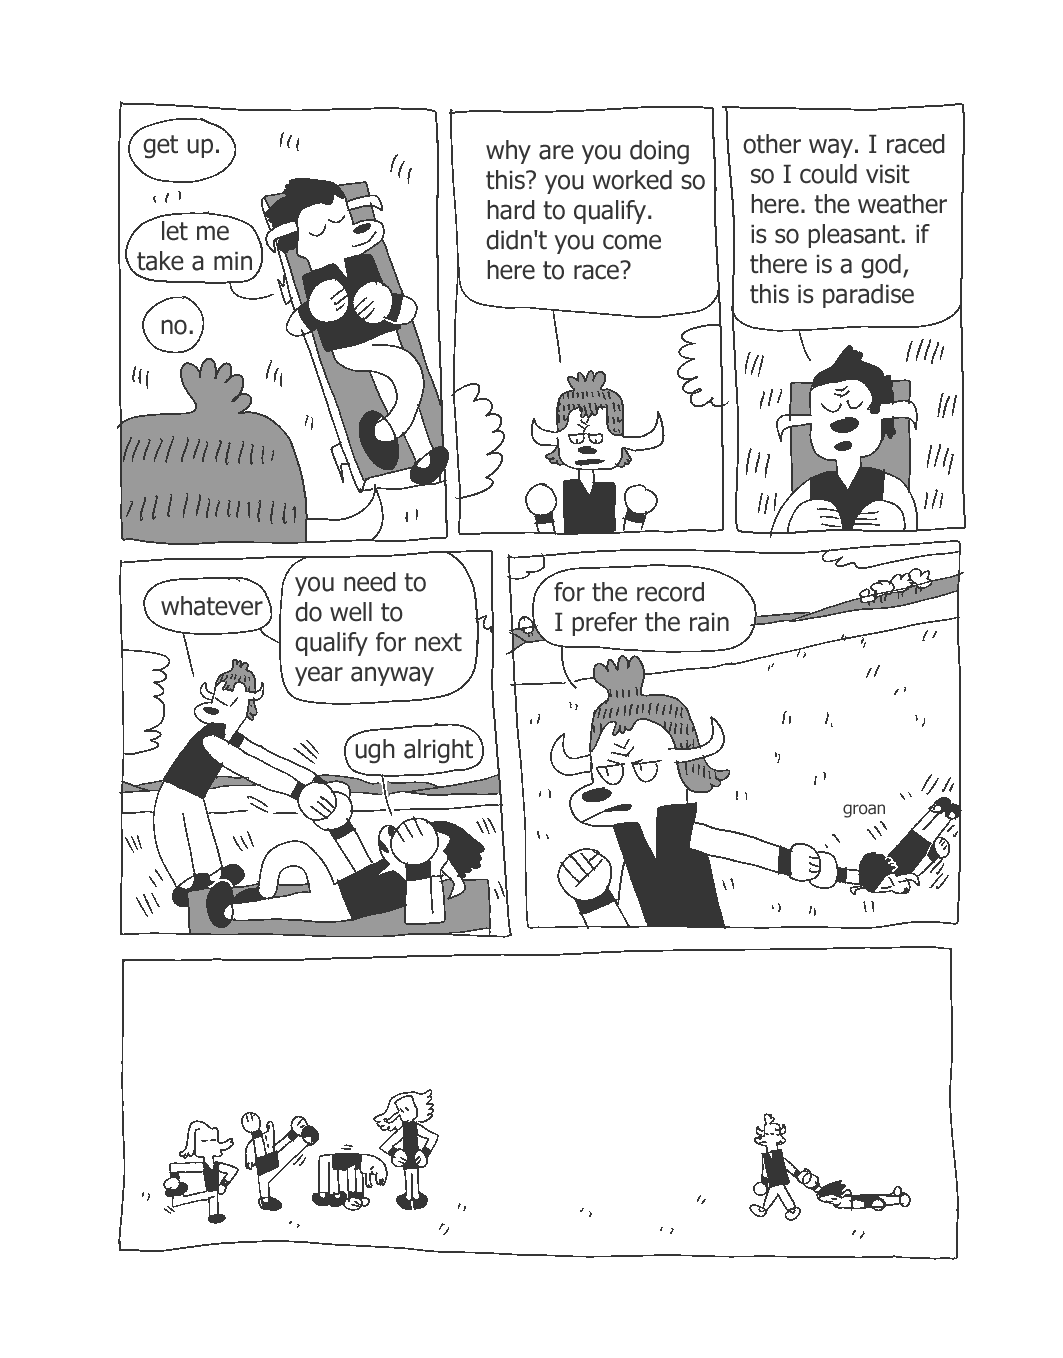 get up.
let me
take a min
no.
why are you doing
this? you worked so
hard to qualify.
didn't you come
here to race?
other way. I raced
so I could visit
here. the weather
is so pleasant. if
there is a god,
this is paradise
whatever
you need to
do well to
qualify for next
year anyway
ugh alright
for the record
I prefer the rain
groan